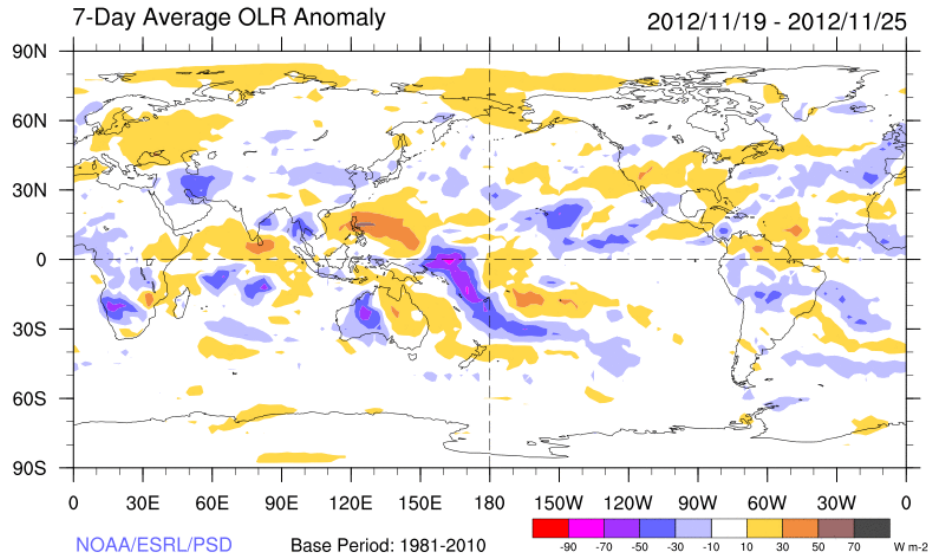 7-Day Average OLR Anomaly 2012/11/19 - 2012/11/25
90N
60N
30N
0
30S
60S
90S
0 30E 60E 90E 120E 150E 180 150W 120W 90W 60W 30W 0
-90 -70 -50 -30 -10 10 30 50 70 W m-2
NOAA/ESRL/PSD Base Period: 1981-2010